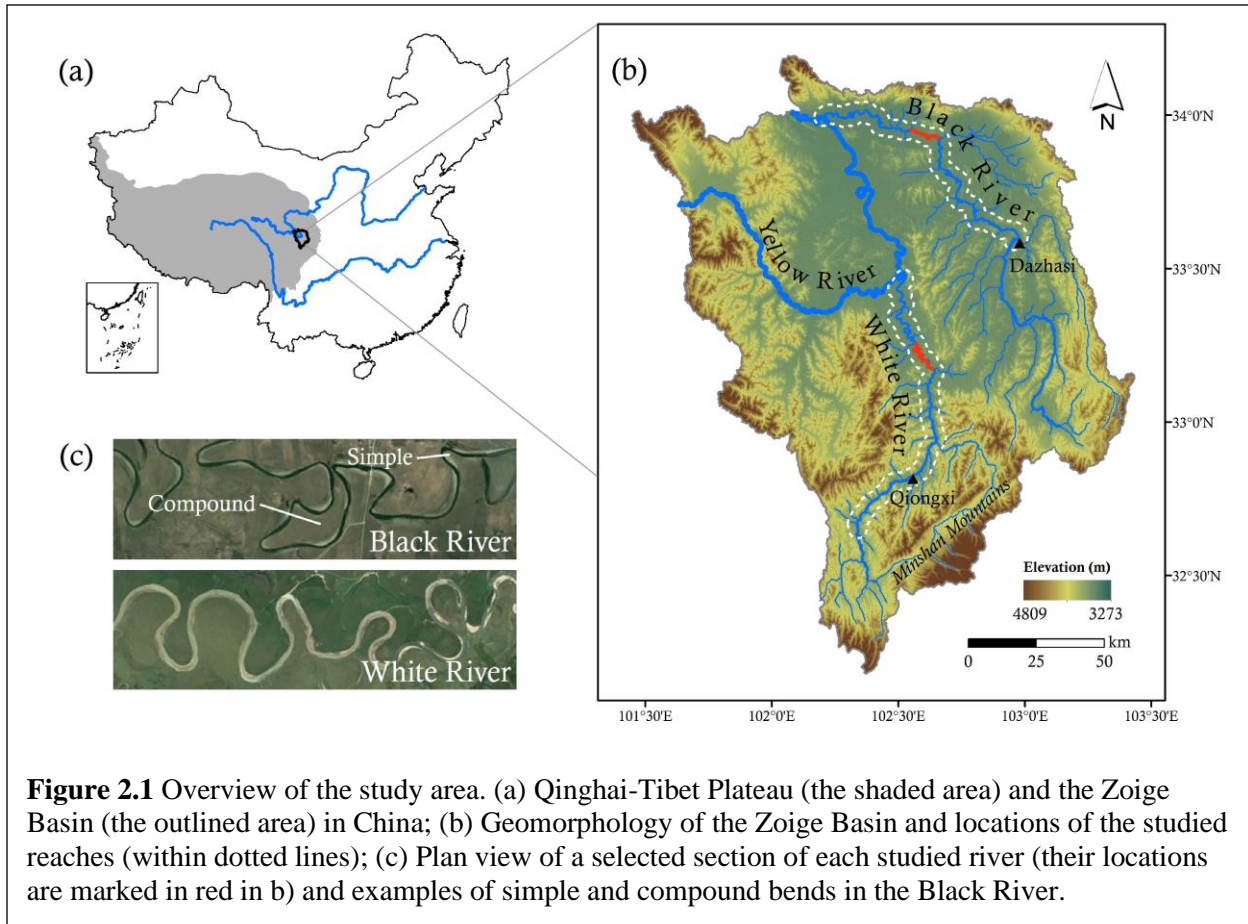 (a)
(b)
N
Black River
Yellow River
White River
Dazhasi
Qiongxi
Minshan Mountains
34°0'N
33°30'N
33°0'N
32°30'N
Elevation (m)
4809 3273
km
0 25 50
101°30'E 102°0'E 102°30'E 103°0'E 103°30'E
(c)
Simple
Compound
Black River
White River
Figure 2.1 Overview of the study area. (a) Qinghai-Tibet Plateau (the shaded area) and the Zoige
Basin (the outlined area) in China; (b) Geomorphology of the Zoige Basin and locations of the studied
reaches (within dotted lines); (c) Plan view of a selected section of each studied river (their locations
are marked in red in b) and examples of simple and compound bends in the Black River.